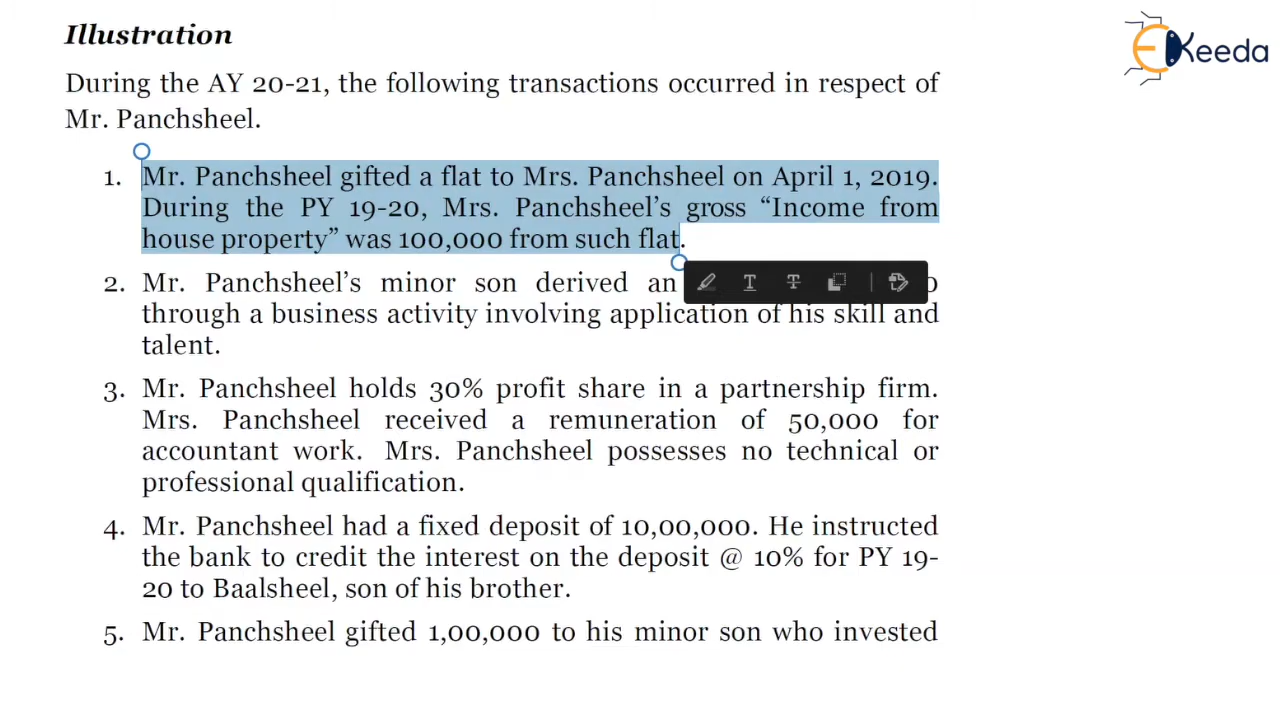 Illustration
Keeda
During the AY 20-21, the following transactions occurred in respect of
Mr. Panchsheel.
1. Mr. Panchsheel gifted a flat to Mrs. Panchsheel on April 1, 2019.
During the PY 19-20, Mrs. Panchsheel’s gross “Income from
house property” was 100,000 from such flat.
2. Mr. Panchsheel’s minor son derived an
through a business activity involving application of his skill and
talent.
3. Mr. Panchsheel holds 30% profit share in a partnership firm.
Mrs. Panchsheel received a remuneration of 50,000 for
accountant work. Mrs. Panchsheel possesses no technical or
professional qualification.
4. Mr. Panchsheel had a fixed deposit of 10,00,000. He instructed
the bank to credit the interest on the deposit @ 10% for PY 19-
20 to Baalsheel, son of his brother.
5. Mr. Panchsheel gifted 1,00,000 to his minor son who invested